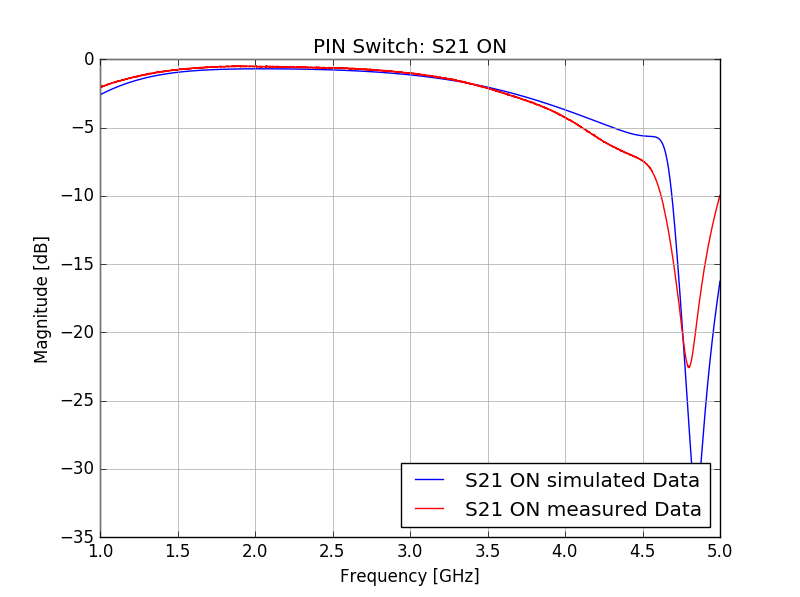 PIN Switch: S21 ON
Magnitude [dB]
0
−5
−10
−15
−20
−25
−30
−35
S21 ON simulated Data
S21 ON measured Data
1.0 1.5 2.0 2.5 3.0 3.5 4.0 4.5 5.0
Frequency [GHz]